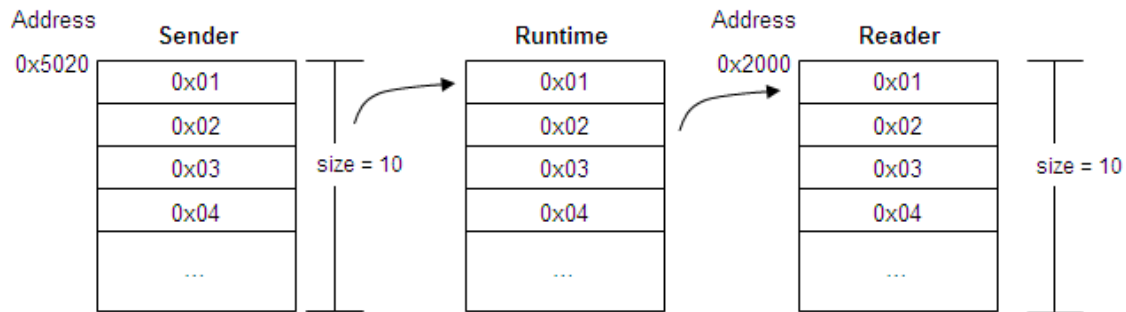 Address
Sender
Runtime
Address
Reader
0x5020
0x2000
0x01
0x01
0x01
0x02
0x02
0x02
0x03
size = 10
0x03
0x03
size = 10
0x04
0x04
0x04
...
...
...